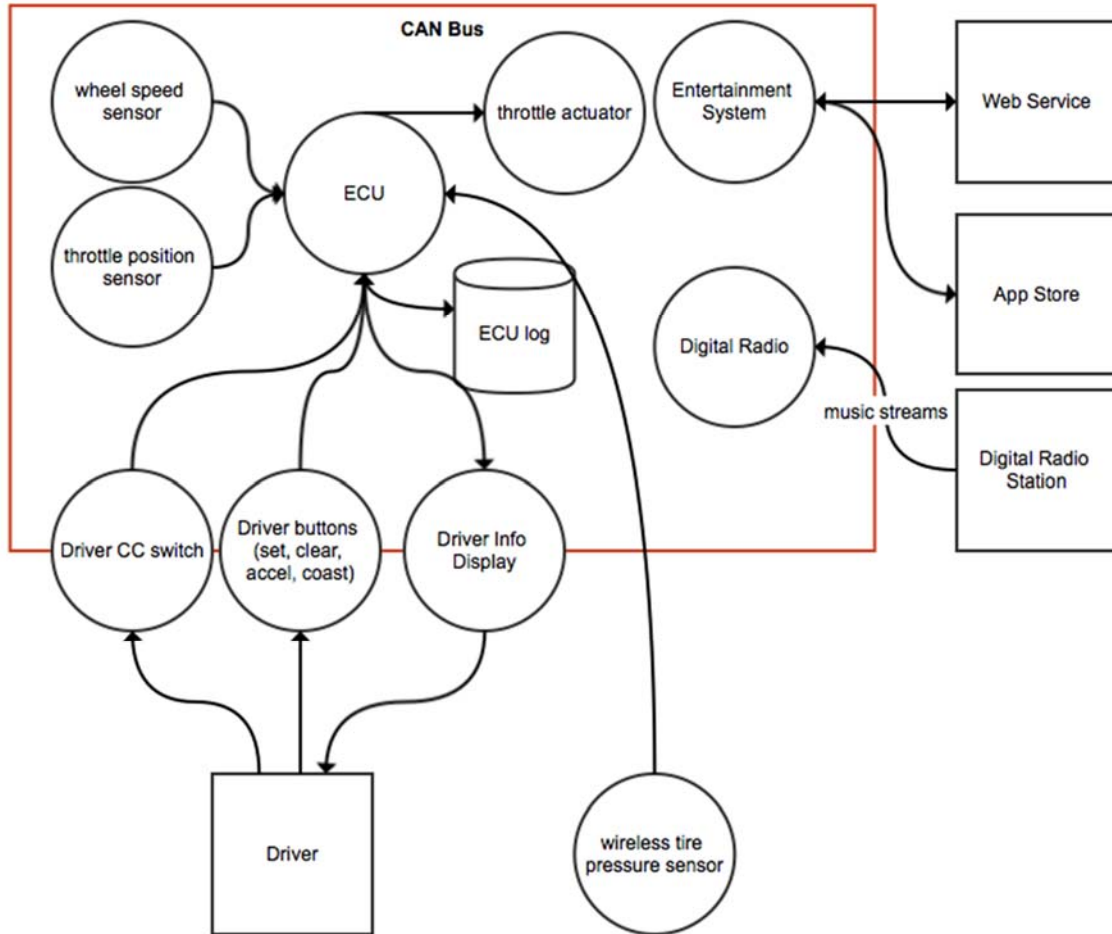 CAN Bus
wheel speed
sensor
throttle actuator
Entertainment
System
Web Service
ECU
throttle position
sensor
App Store
ECU log
Digital Radio
music streams
Digital Radio
Station
Driver CC switch
Driver buttons
(set, clear,
accel, coast)
Driver Info
Display
Driver
wireless tire
pressure sensor